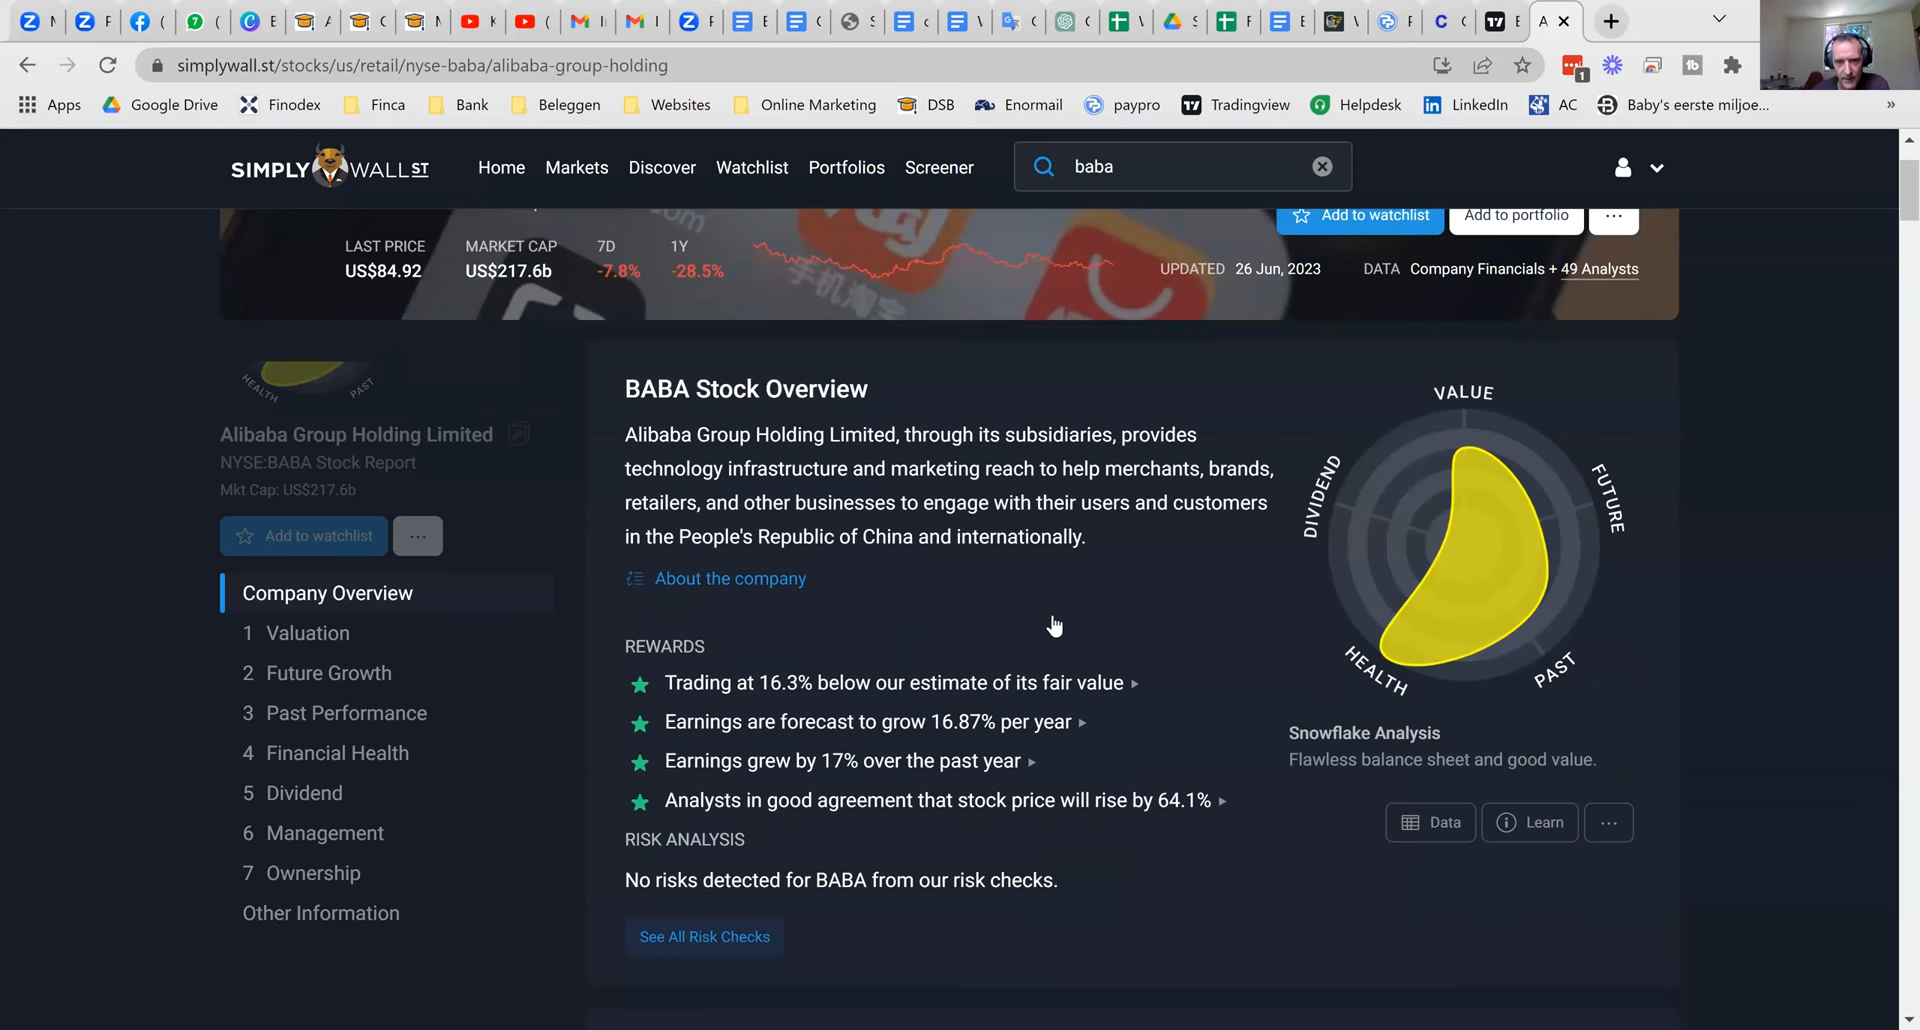 simplywall.st/stocks/us/retail/nyse-baba/alibaba-group-holding
1
Apps Google Drive Finodex Finca Bank Beleggen Websites Online Marketing DSB Enormail paypro Tradingview Helpdesk LinkedIn AC Baby's eerste miljoe... »
SIMPLY WALL ST
Home Markets Discover Watchlist Portfolios Screener
baba
Add to watchlist
Add to portfolio
...
LAST PRICE MARKET CAP 7D 1Y
US$84.92 US$217.6b -7.8% -28.5%
UPDATED 26 Jun, 2023 DATA Company Financials + 49 Analysts
手机淘宝
HEALTH PAST
Alibaba Group Holding Limited
NYSE:BABA Stock Report
Mkt Cap: US$217.6b
Add to watchlist
...
Company Overview
1 Valuation
2 Future Growth
3 Past Performance
4 Financial Health
5 Dividend
6 Management
7 Ownership
Other Information
BABA Stock Overview
Alibaba Group Holding Limited, through its subsidiaries, provides
technology infrastructure and marketing reach to help merchants, brands,
retailers, and other businesses to engage with their users and customers
in the People's Republic of China and internationally.
About the company
REWARDS
Trading at 16.3% below our estimate of its fair value
Earnings are forecast to grow 16.87% per year
Earnings grew by 17% over the past year
Analysts in good agreement that stock price will rise by 64.1%
RISK ANALYSIS
No risks detected for BABA from our risk checks.
See All Risk Checks
VALUE
FUTURE
PAST
HEALTH
DIVIDEND
Snowflake Analysis
Flawless balance sheet and good value.
Data
Learn
...